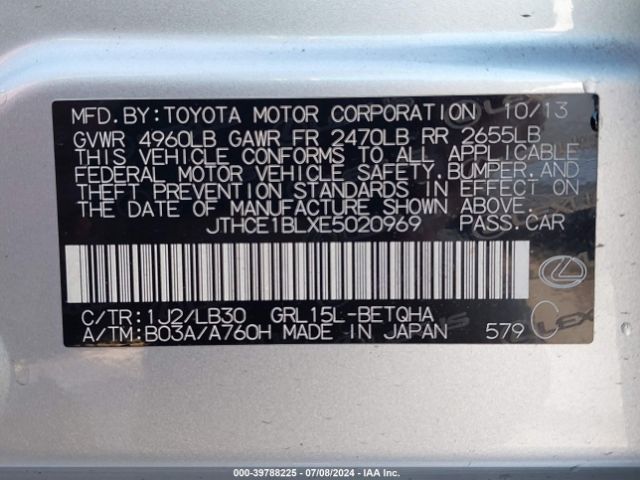 MFD.BY:TOYOTA MOTOR CORPORATION 10/13
GVWR 4960LB GAWR FR 2470LB RR 2655LB
THIS VEHICLE CONFORMS TO ALL APPLICABLE
FEDERAL MOTOR VEHICLE SAFETY,BUMPER,AND
THEFT PREVENTION STANDARDS IN EFFECT ON
THE DATE OF MANUFACTURE SHOWN ABOVE.
JTHCE1BLXE5020969 PASS.CAR
C/TR:1J2/LB30 GRL15L-BETQHA
A/TM:B03A/A760H MADE IN JAPAN 579 C
000-39788225 - 07/08/2024 - IAA Inc.